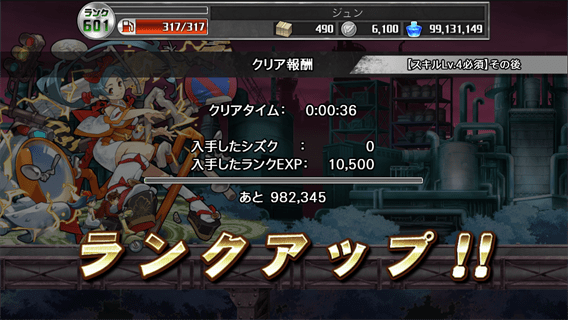 ランク
601
317/317
ジュン
490
6,100
99,131,149
クリア報酬
【スキルLv.4必須】その後
クリアタイム: 0:00:36
入手したシズク : 0
入手したランクEXP: 10,500
あと 982,345
ランクアップ!!